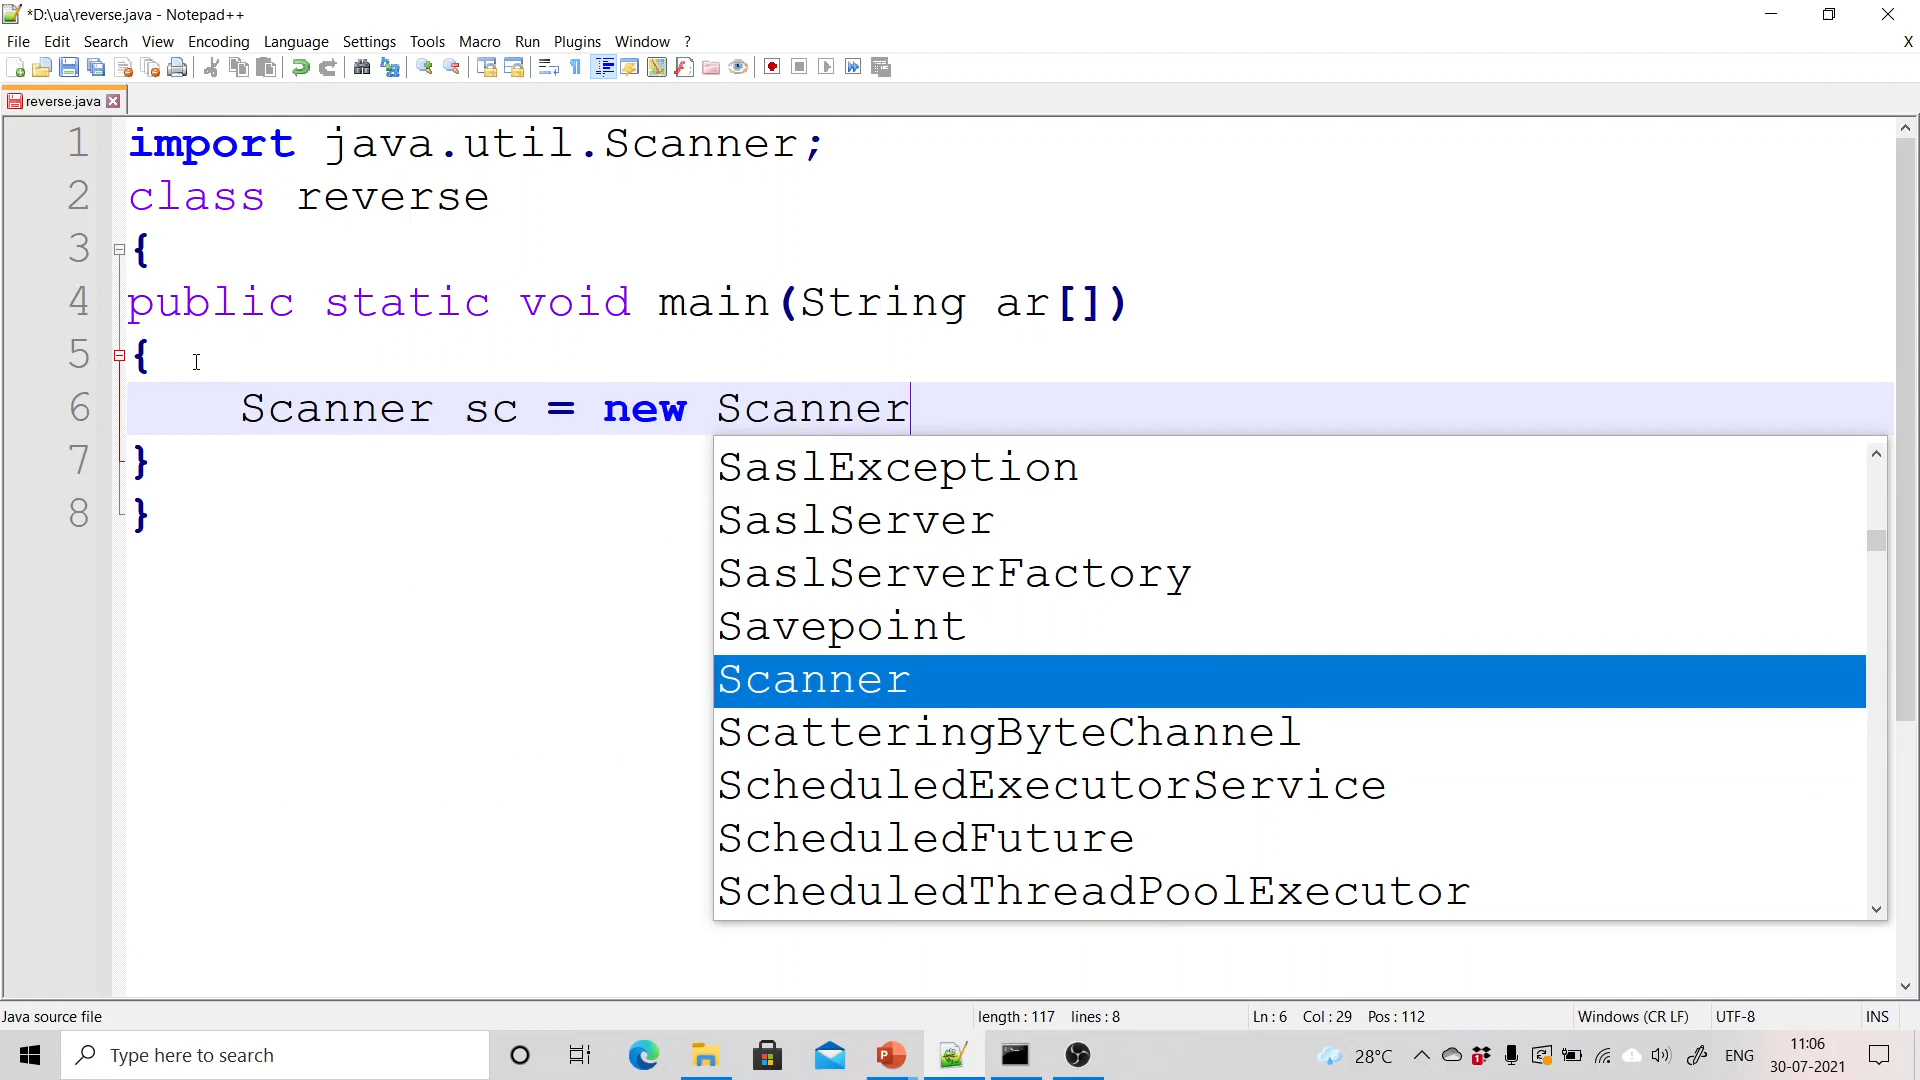 *D:\ua\reverse.java - Notepad++
File Edit Search View Encoding Language Settings Tools Macro Run Plugins Window ? X
reverse.java
1 import java.util.Scanner;
2 class reverse
3 {
4 public static void main(String ar[])
5 {
6 Scanner sc = new Scanner
7 }
8 }
SaslException
SaslServer
SaslServerFactory
Savepoint
Scanner
ScatteringByteChannel
ScheduledExecutorService
ScheduledFuture
ScheduledThreadPoolExecutor
Java source file length : 117 lines : 8 Ln : 6 Col : 29 Pos : 112 Windows (CR LF) UTF-8 INS
Type here to search 28°C ENG 11:06
30-07-2021